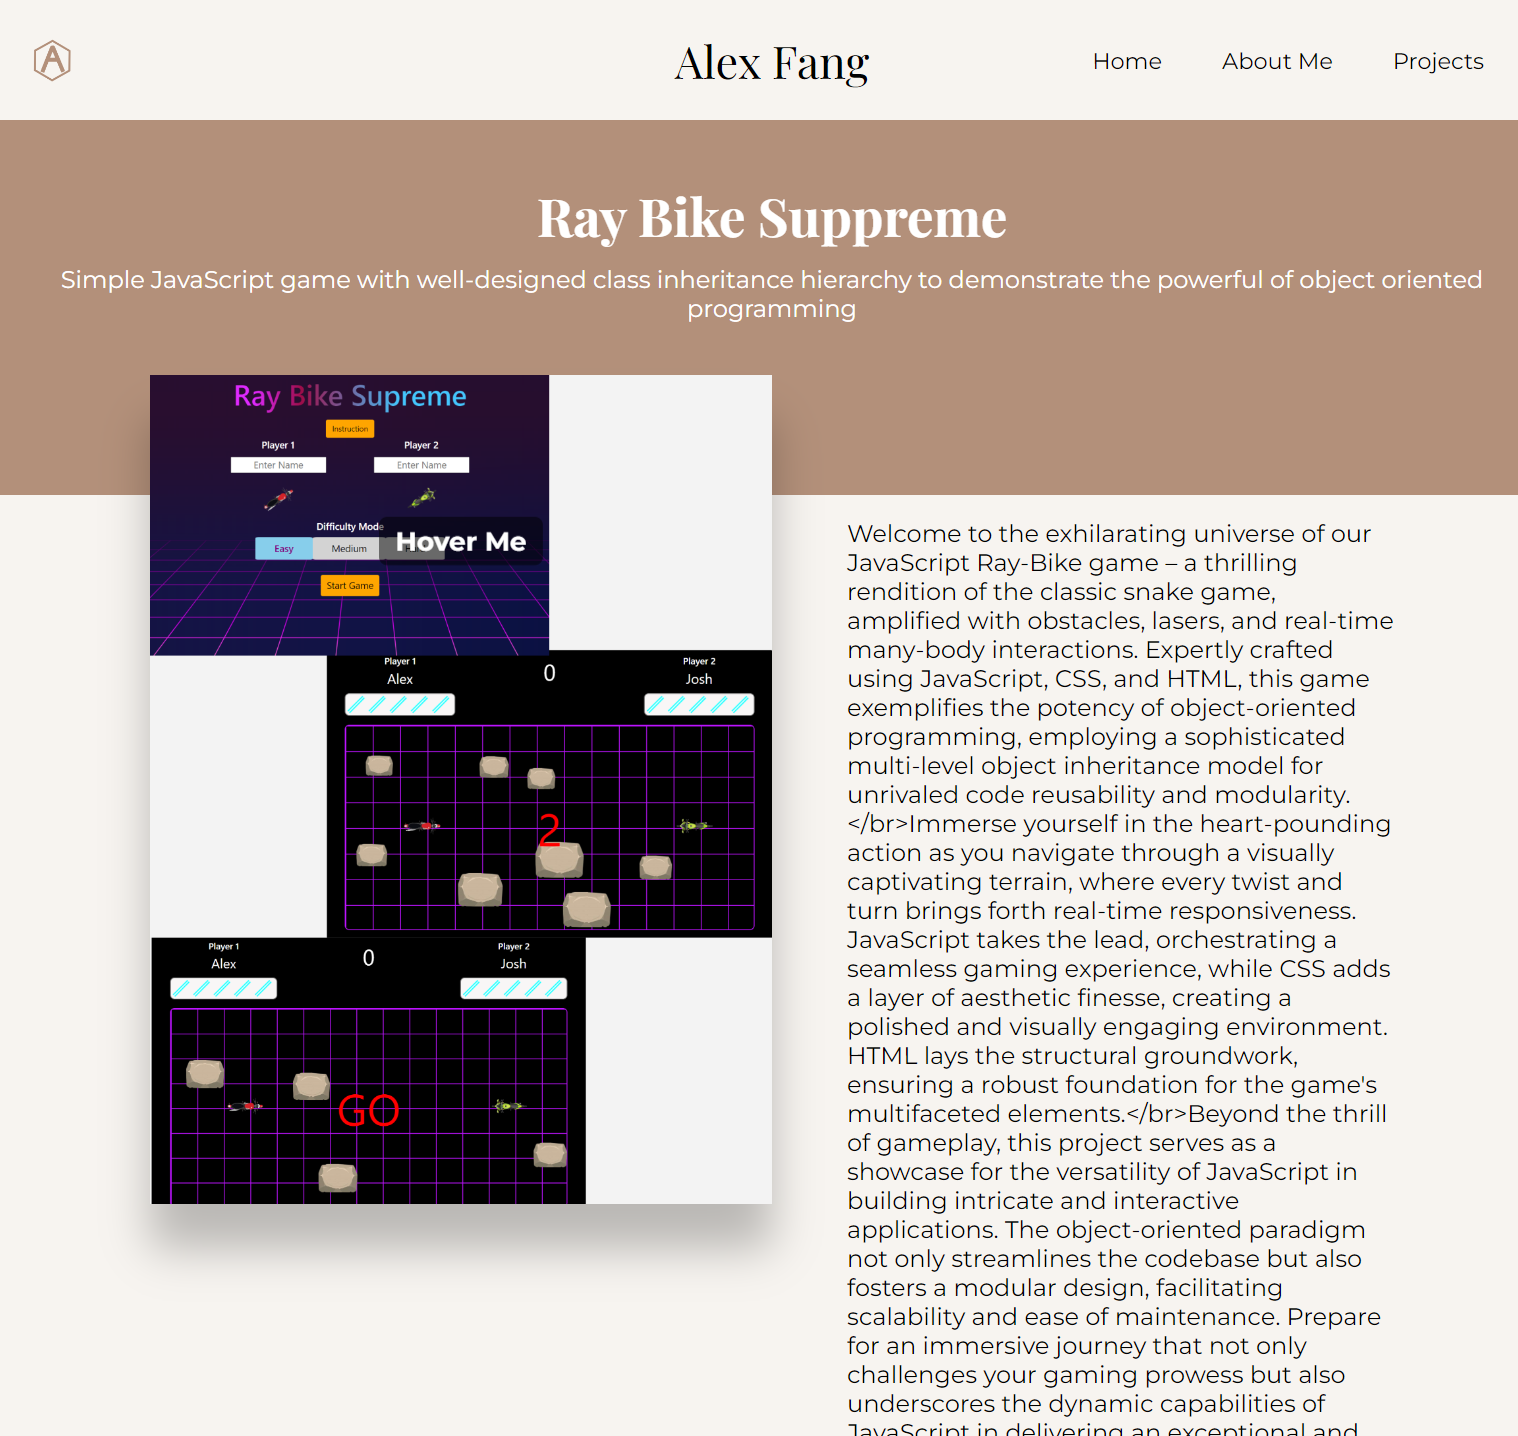 A
Alex Fang
Home
About Me
Projects
Ray Bike Suppreme
Simple JavaScript game with well-designed class inheritance hierarchy to demonstrate the powerful of object oriented
programming
Ray Bike Supreme
Instruction
Player 1
Player 2
Enter Name
Enter Name
Difficulty Mode
Easy
Medium
Hover Me
Start Game
Player 1
0
Player 2
Alex
Josh
2
Player 1
0
Player 2
Alex
Josh
GO
Welcome to the exhilarating universe of our
JavaScript Ray-Bike game – a thrilling
rendition of the classic snake game,
amplified with obstacles, lasers, and real-time
many-body interactions. Expertly crafted
using JavaScript, CSS, and HTML, this game
exemplifies the potency of object-oriented
programming, employing a sophisticated
multi-level object inheritance model for
unrivaled code reusability and modularity.
</br>Immerse yourself in the heart-pounding
action as you navigate through a visually
captivating terrain, where every twist and
turn brings forth real-time responsiveness.
JavaScript takes the lead, orchestrating a
seamless gaming experience, while CSS adds
a layer of aesthetic finesse, creating a
polished and visually engaging environment.
HTML lays the structural groundwork,
ensuring a robust foundation for the game's
multifaceted elements.</br>Beyond the thrill
of gameplay, this project serves as a
showcase for the versatility of JavaScript in
building intricate and interactive
applications. The object-oriented paradigm
not only streamlines the codebase but also
fosters a modular design, facilitating
scalability and ease of maintenance. Prepare
for an immersive journey that not only
challenges your gaming prowess but also
underscores the dynamic capabilities of
JavaScript in delivering an exceptional and